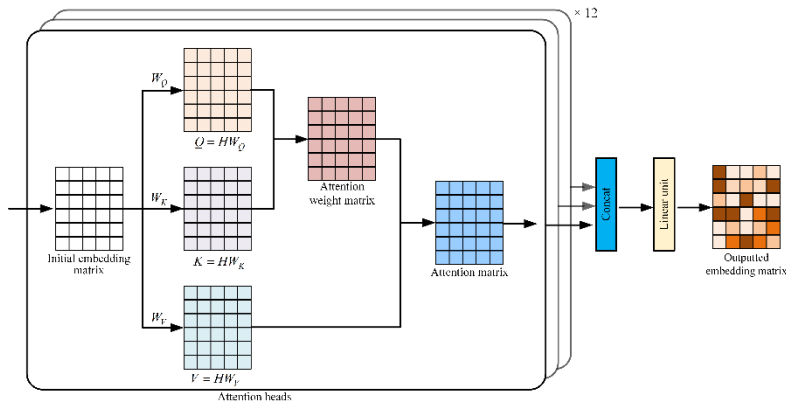 × 12
W_Q
Q = HW_Q
W_K
Initial embedding
matrix
K = HW_K
Attention
weight matrix
W_V
V = HW_V
Attention matrix
Attention heads
Concat
Linear unit
Outputted
embedding matrix